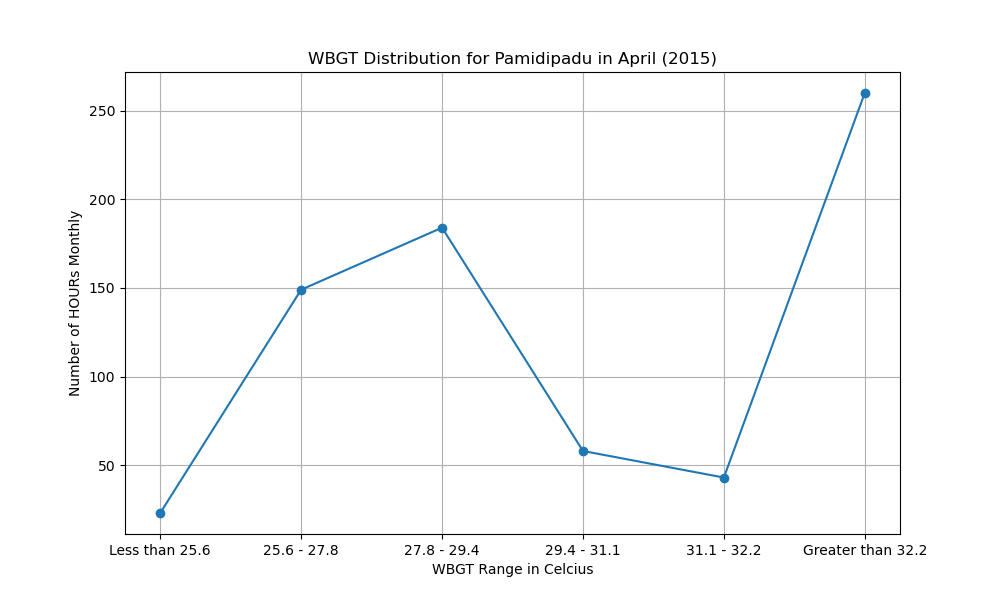 WBGT Distribution for Pamidipadu in April (2015)
Number of HOURs Monthly
250
200
150
100
50
Less than 25.6
25.6 - 27.8
27.8 - 29.4
29.4 - 31.1
31.1 - 32.2
Greater than 32.2
WBGT Range in Celcius